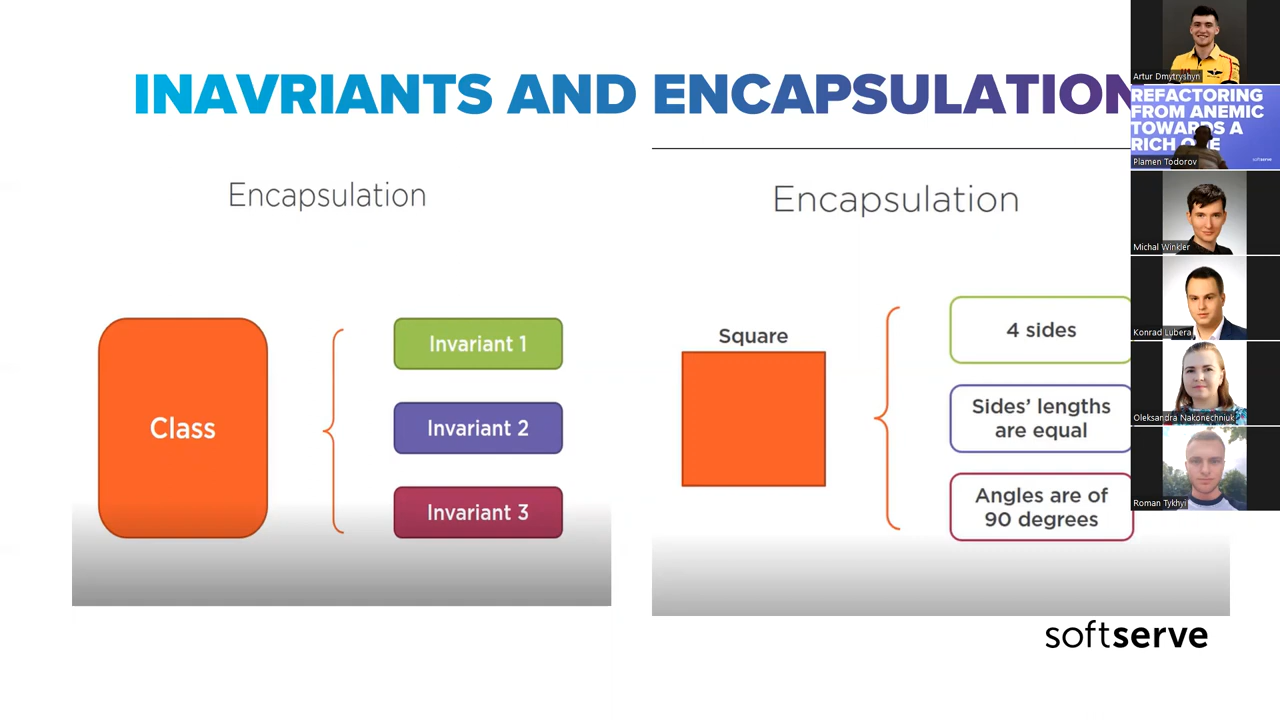 INAVRIANTS AND ENCAPSULATION
Encapsulation
Class
Invariant 1
Invariant 2
Invariant 3
Encapsulation
Square
4 sides
Sides' lengths
are equal
Angles are of
90 degrees
softserve
Artur Dmytryshyn
REFACTORING
FROM ANEMIC
TOWARDS A
RICH
softserve
Plamen Todorov
Michal Winkler
Konrad Lubera
Oleksandra Nakonechniuk
Roman Tykhyi